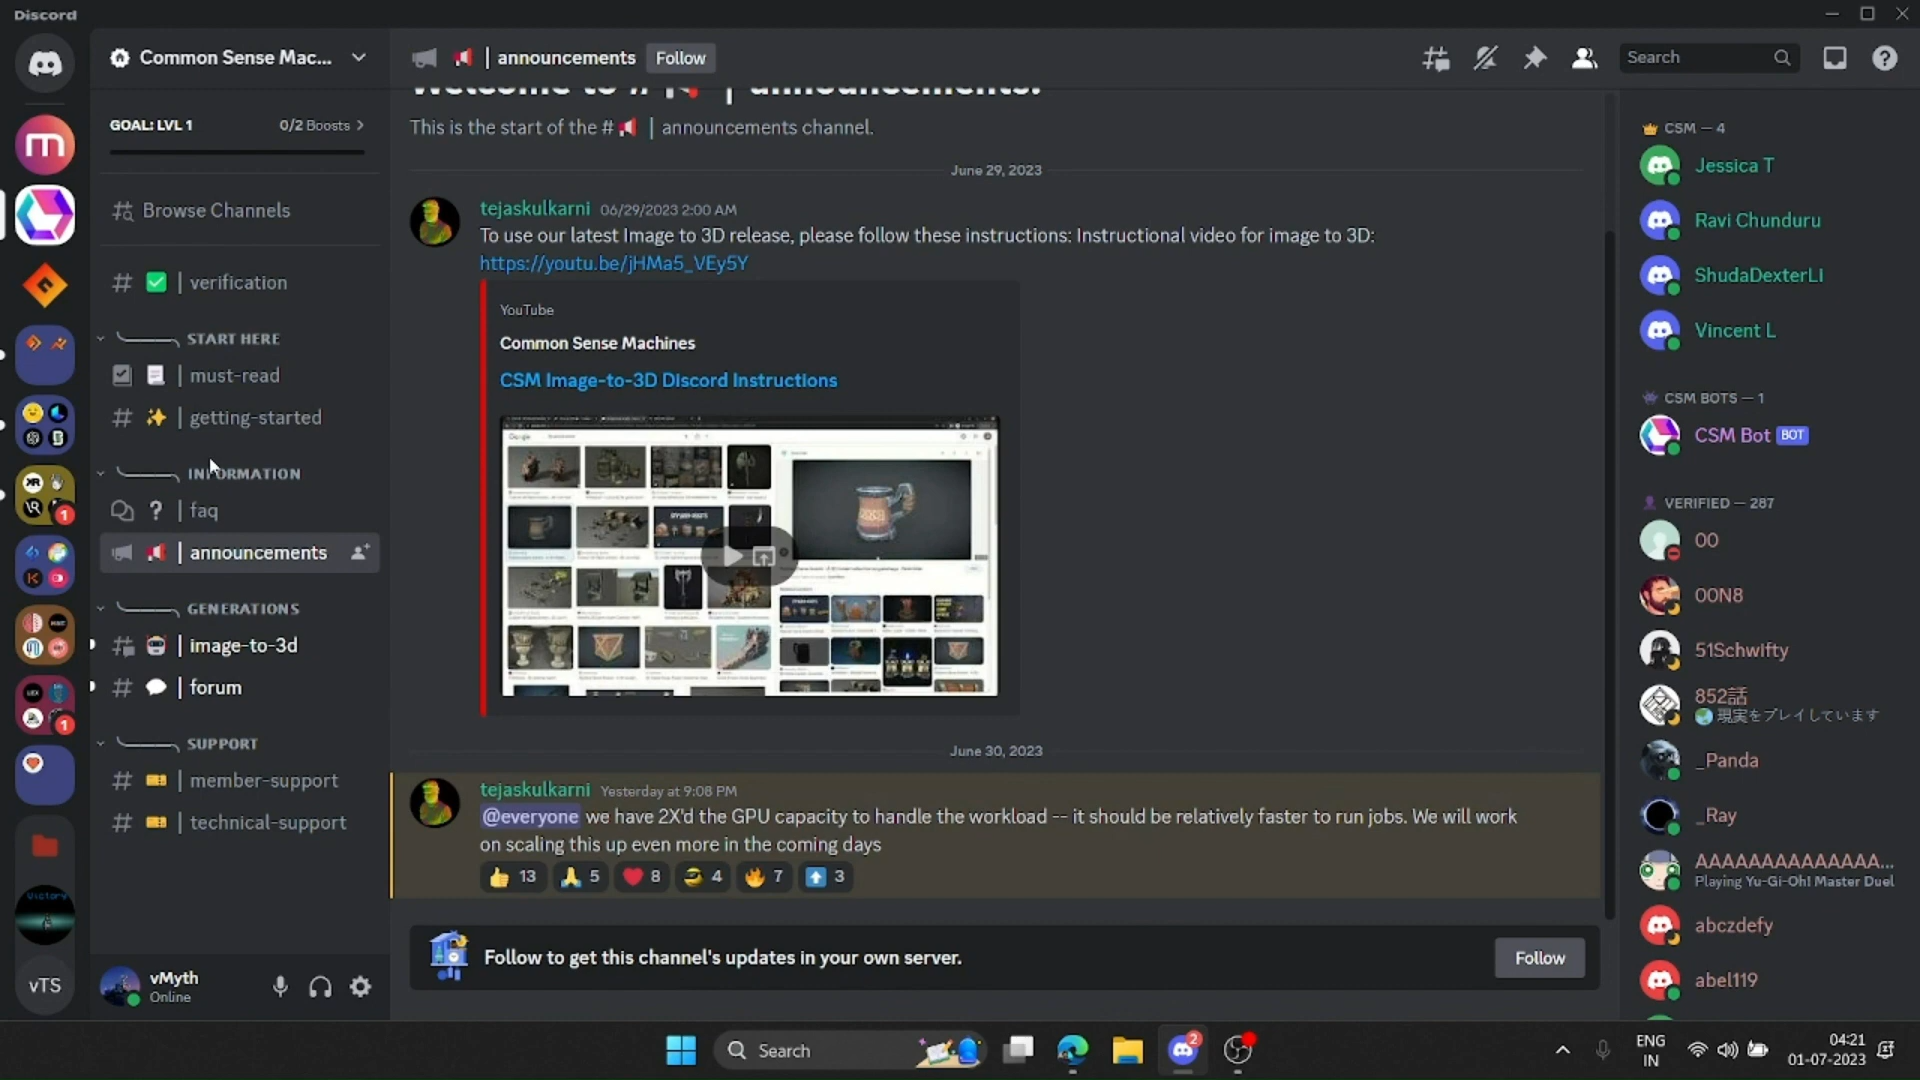 Discord
Common Sense Mac...
GOAL: LVL 1
0/2 Boosts
Browse Channels
verification
START HERE
must-read
getting-started
INFORMATION
faq
announcements
GENERATIONS
image-to-3d
forum
SUPPORT
member-support
technical-support
vMyth
Online
vTS
1
1
announcements
Follow
Search
This is the start of the # | announcements channel.
June 29, 2023
tejaskulkarni 06/29/2023 2:00 AM
To use our latest Image to 3D release, please follow these instructions: Instructional video for image to 3D:
https://youtu.be/jHMa5_VEy5Y
YouTube
Common Sense Machines
CSM Image-to-3D Discord Instructions
June 30, 2023
tejaskulkarni Yesterday at 9:08 PM
@everyone we have 2X'd the GPU capacity to handle the workload -- it should be relatively faster to run jobs. We will work
on scaling this up even more in the coming days
13 5 8 4 7 3
Follow to get this channel's updates in your own server.
Follow
CSM — 4
Jessica T
Ravi Chunduru
ShudaDexterLI
Vincent L
CSM BOTS — 1
CSM Bot BOT
VERIFIED — 287
00
00N8
51Schwifty
852話
現実をプレイしています
_Panda
_Ray
AAAAAAAAAAAAAA...
Playing Yu-Gi-Oh! Master Duel
abczdefy
abel119
Search
2
ENG
IN
04:21
01-07-2023